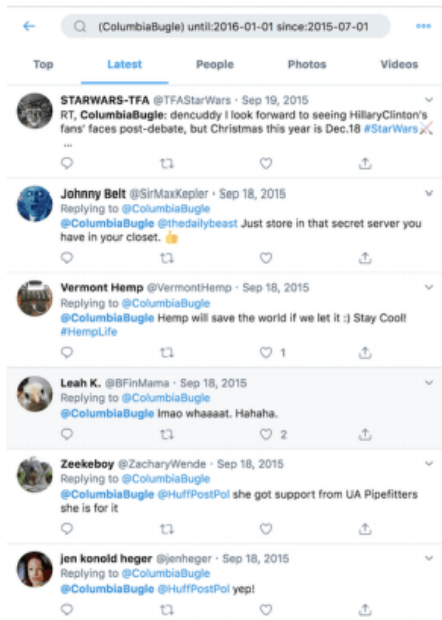 (ColumbiaBugle) until:2016-01-01 since:2015-07-01
Top Latest People Photos Videos
STARWARS-TFA @TFAStarWars · Sep 19, 2015
RT, ColumbiaBugle: dencuddy I look forward to seeing HillaryClinton's
fans' faces post-debate, but Christmas this year is Dec.18 #StarWars
...
Johnny Belt @SirMaxKepler · Sep 18, 2015
Replying to @ColumbiaBugle
@ColumbiaBugle @thedailybeast Just store in that secret server you
have in your closet. 👍
Vermont Hemp @VermontHemp · Sep 18, 2015
Replying to @ColumbiaBugle
@ColumbiaBugle Hemp will save the world if we let it :) Stay Cool!
#HempLife
1
Leah K. @BFinMama · Sep 18, 2015
Replying to @ColumbiaBugle
@ColumbiaBugle lmao whaaaat. Hahaha.
2
Zeekeboy @ZacharyWende · Sep 18, 2015
Replying to @ColumbiaBugle
@ColumbiaBugle @HuffPostPol she got support from UA Pipefitters
she is for it
jen konold heger @jenheger · Sep 18, 2015
Replying to @ColumbiaBugle
@ColumbiaBugle @HuffPostPol yep!